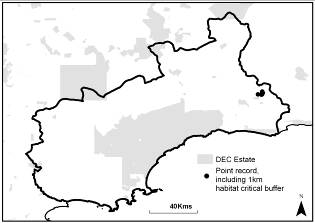 DEC Estate
Point record,
including 1km
habitat critical buffer
N
40Kms